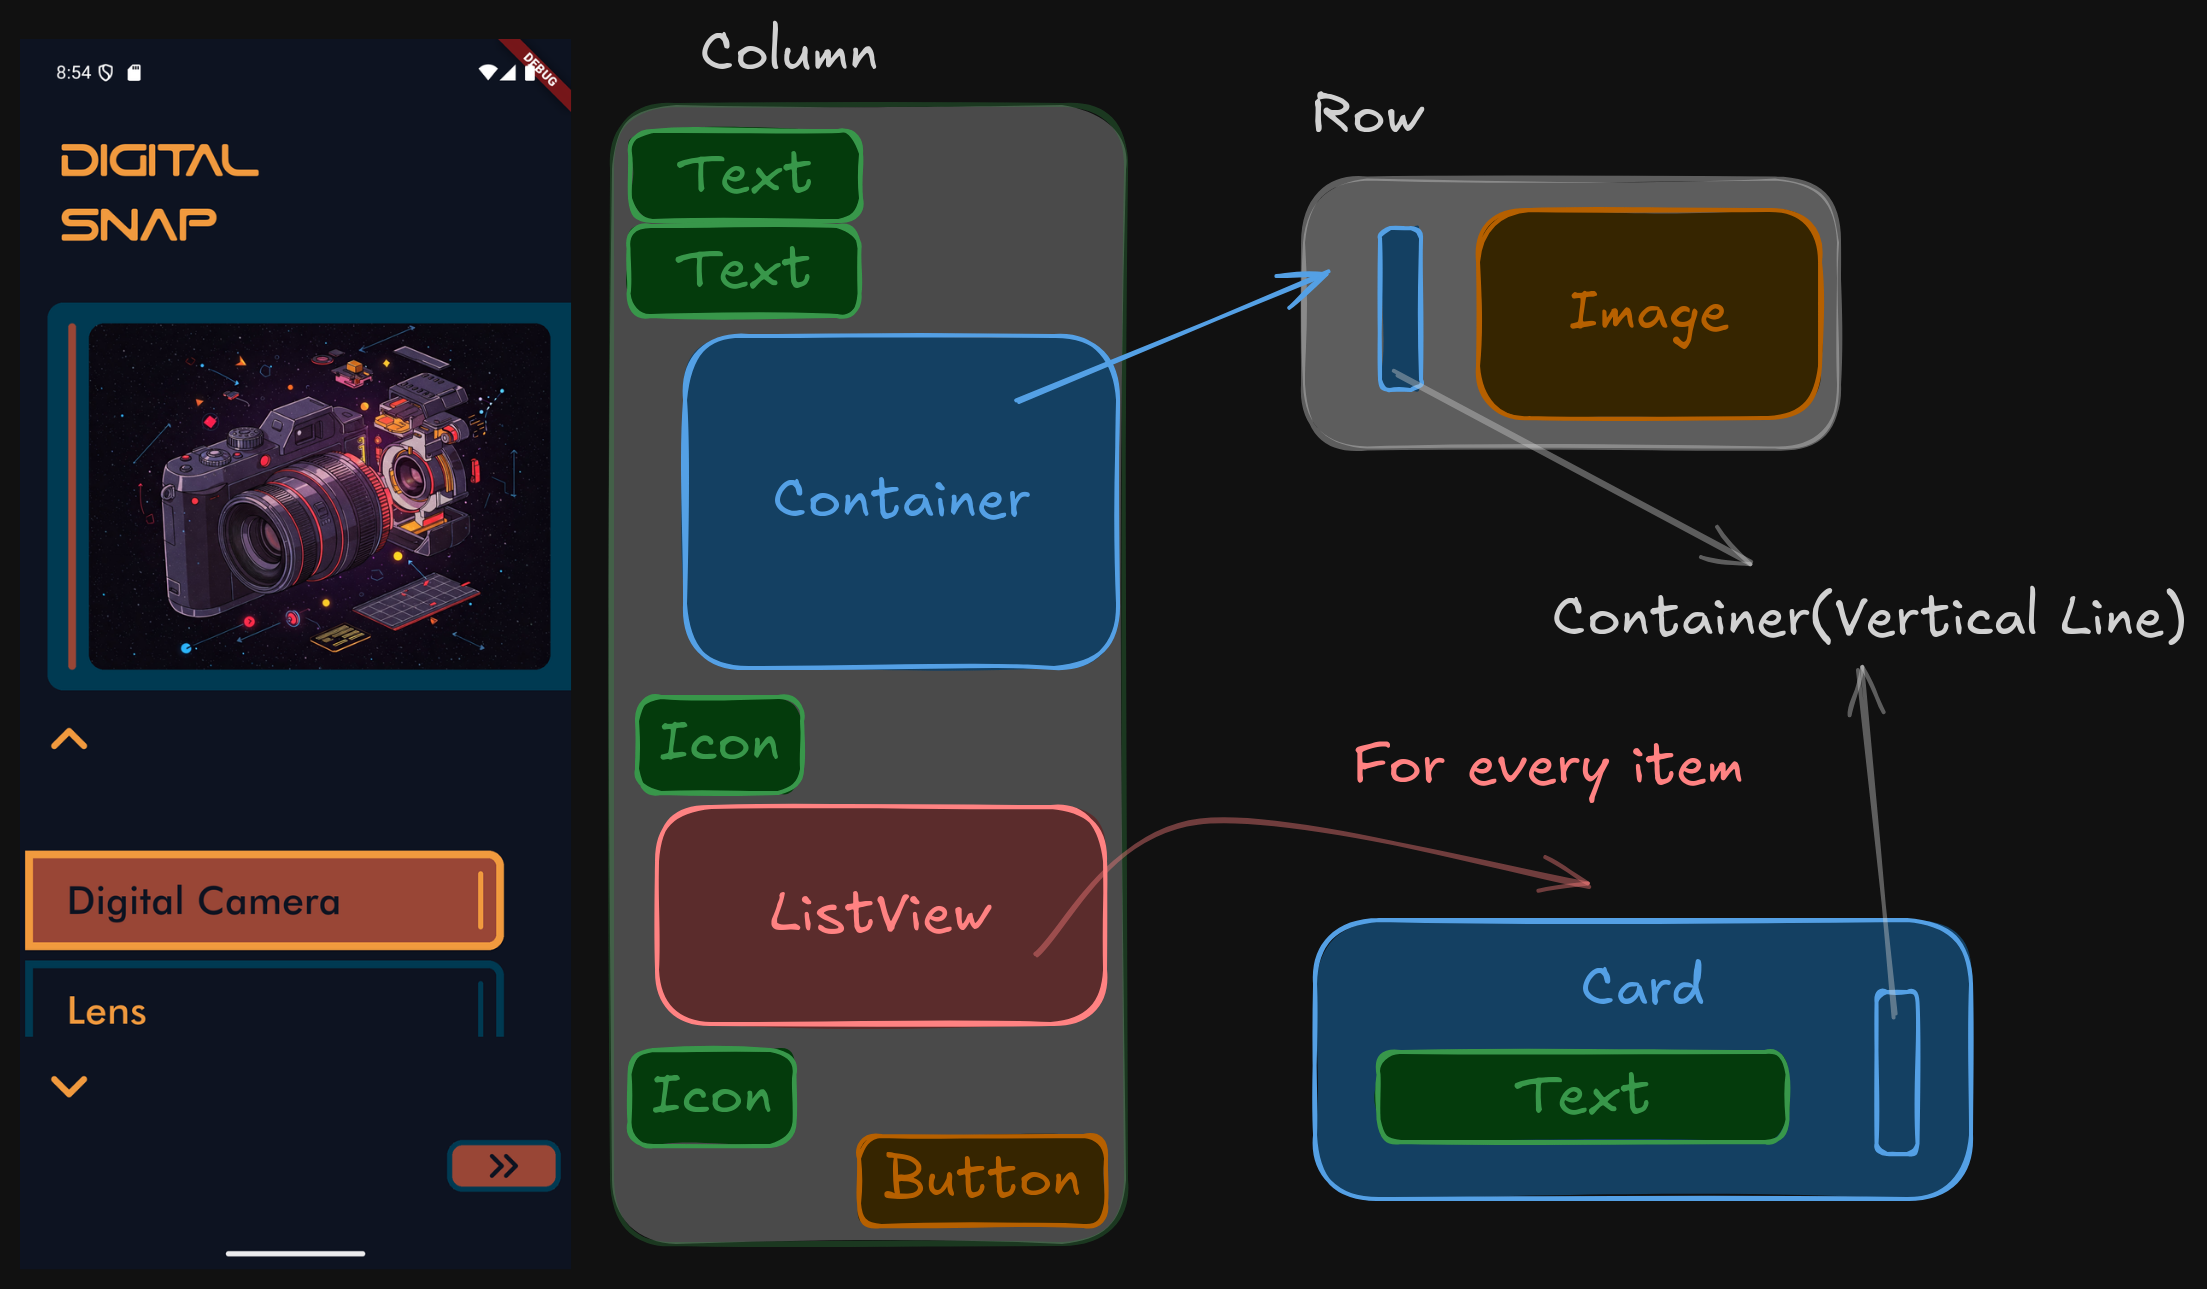 8:54
DEBUG
DIGITAL
SNAP
Digital Camera
Lens
Column
Text
Text
Container
Icon
ListView
Icon
Button
Row
Image
Container(Vertical Line)
For every item
Card
Text